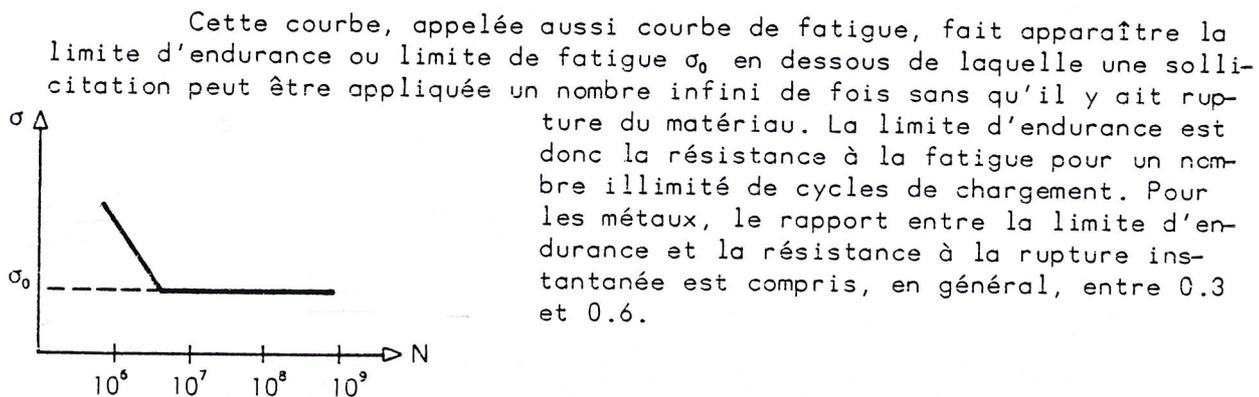 Cette courbe, appelée aussi courbe de fatigue, fait apparaître la
limite d'endurance ou limite de fatigue σ₀ en dessous de laquelle une solli-
citation peut être appliquée un nombre infini de fois sans qu'il y ait rup-
ture du matériau. La limite d'endurance est
donc la résistance à la fatigue pour un nom-
bre illimité de cycles de chargement. Pour
les métaux, le rapport entre la limite d'en-
durance et la résistance à la rupture ins-
tantanée est compris, en général, entre 0.3
et 0.6.
σ
σ₀
N
10⁶ 10⁷ 10⁸ 10⁹